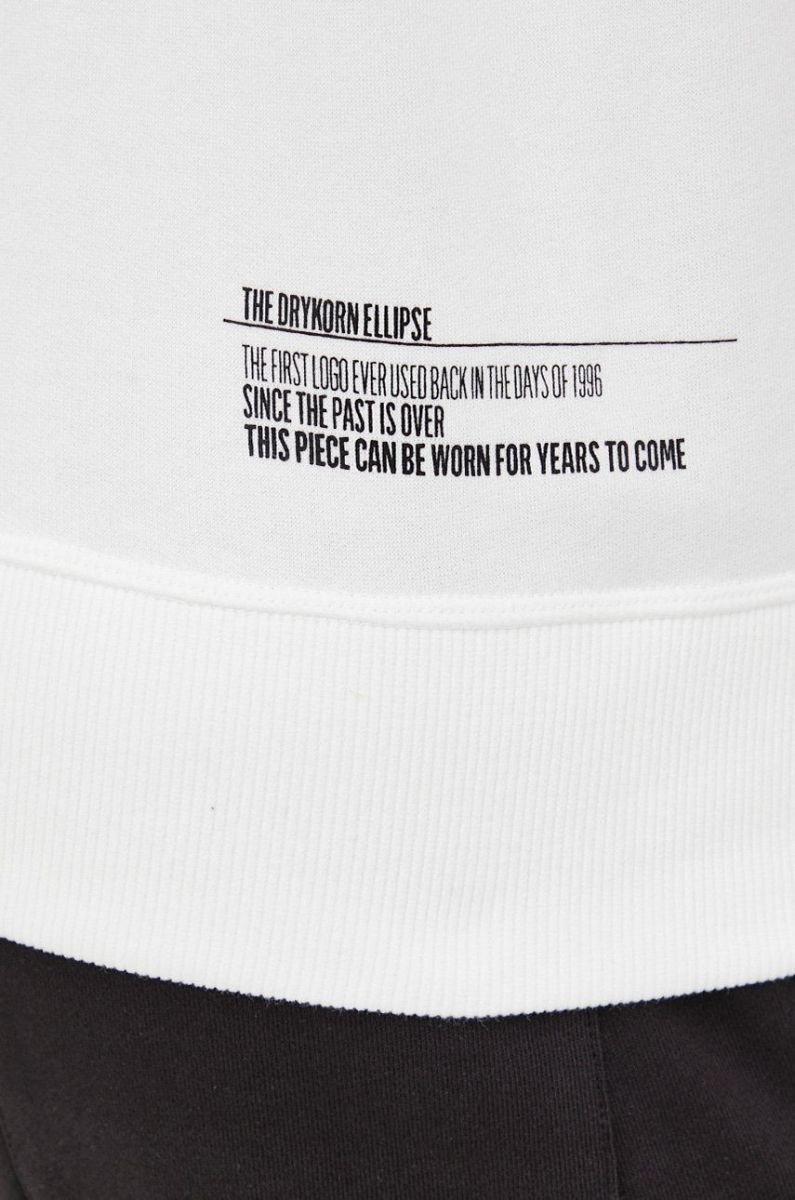 THE DRYKORN ELLIPSE
THE FIRST LOGO EVER USED BACK IN THE DAYS OF 1996
SINCE THE PAST IS OVER
THIS PIECE CAN BE WORN FOR YEARS TO COME